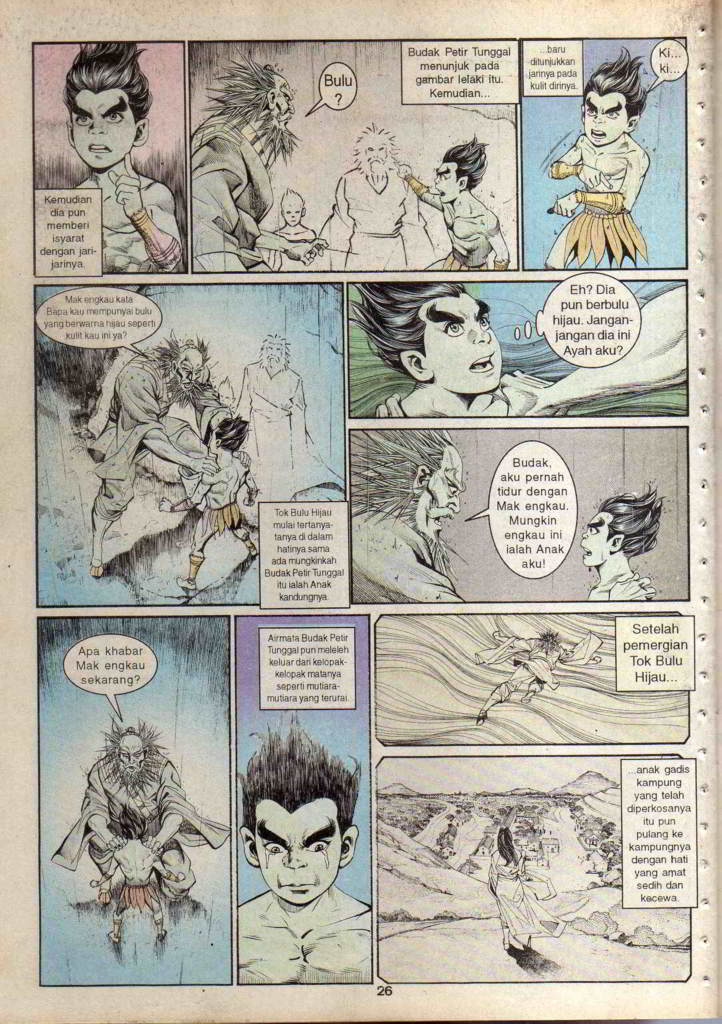 Kemudian
dia pun
memberi
isyarat
dengan jari-
jarinya.
Bulu
?
Budak Petir Tunggal
menunjuk pada
gambar lelaki itu.
Kemudian...
...baru
ditunjukkan
jarinya pada
kulit dirinya.
Ki...
ki...
Mak engkau kata
Bapa kau mempunyai bulu
yang berwarna hijau seperti
kulit kau ini ya?
Tok Bulu Hijau
mulai tertanya-
tanya di dalam
hatinya sama
ada mungkinkah
Budak Petir Tunggal
itu ialah Anak
kandungnya.
Eh? Dia
pun berbulu
hijau. Jangan-
jangan dia ini
Ayah aku?
Budak,
aku pernah
tidur dengan
Mak engkau.
Mungkin
engkau ini
ialah Anak
aku!
Apa khabar
Mak engkau
sekarang?
Airmata Budak Petir
Tunggal pun meleleh
keluar dari kelopak-
kelopak matanya
seperti mutiara-
mutiara yang terurai.
Setelah
pemergian
Tok Bulu
Hijau...
...anak gadis
kampung
yang telah
diperkosanya
itu pun
pulang ke
kampungnya
dengan hati
yang amat
sedih dan
kecewa.
26